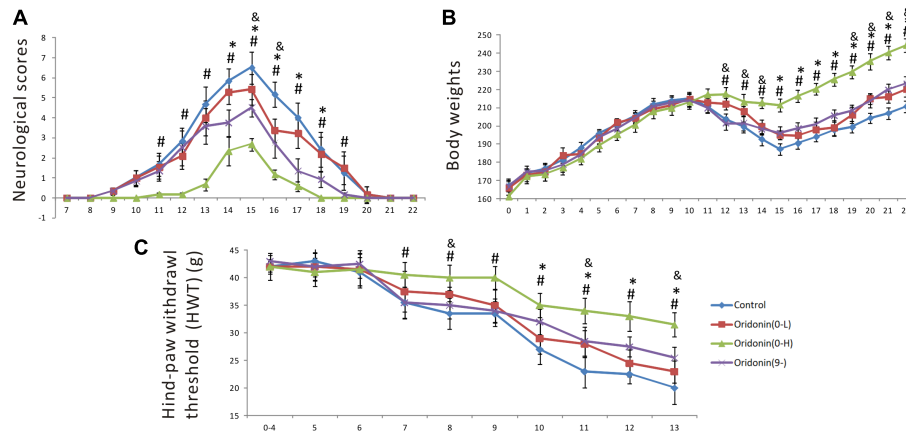 A
Neurological scores
8
7
6
5
4
3
2
1
0
-1
7 8 9 10 11 12 13 14 15 16 17 18 19 20 21 22
# # # * # & * # & * # * # * # #
B
Body weights
250
240
230
220
210
200
190
180
170
160
0 1 2 3 4 5 6 7 8 9 10 11 12 13 14 15 16 17 18 19 20 21
& # & # & # * # * # * # * # & * # & * # & * #
C
Hind-paw withdrawl
threshold (HWT) (g)
45
40
35
30
25
20
15
0-4 5 6 7 8 9 10 11 12 13
# & # # * # & * # * # & * #
Control
Oridonin(0-L)
Oridonin(0-H)
Oridonin(9-)